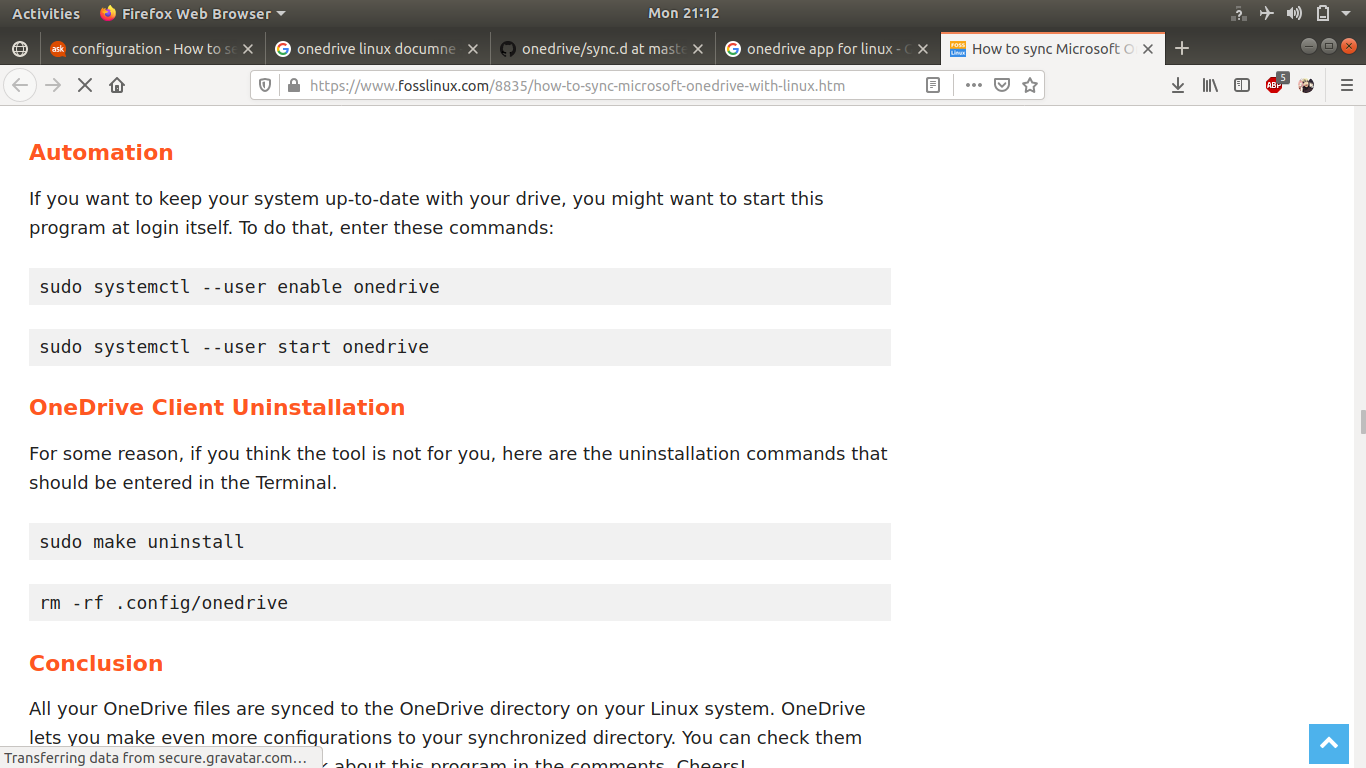 Activities
Firefox Web Browser
Mon 21:12
configuration - How to se
onedrive linux documne
onedrive/sync.d at maste
onedrive app for linux - G
How to sync Microsoft O
https://www.fosslinux.com/8835/how-to-sync-microsoft-onedrive-with-linux.htm
5
Automation
If you want to keep your system up-to-date with your drive, you might want to start this
program at login itself. To do that, enter these commands:
sudo systemctl --user enable onedrive
sudo systemctl --user start onedrive
OneDrive Client Uninstallation
For some reason, if you think the tool is not for you, here are the uninstallation commands that
should be entered in the Terminal.
sudo make uninstall
rm -rf .config/onedrive
Conclusion
All your OneDrive files are synced to the OneDrive directory on your Linux system. OneDrive
lets you make even more configurations to your synchronized directory. You can check them
about this program in the comments. Cheers!
Transferring data from secure.gravatar.com…